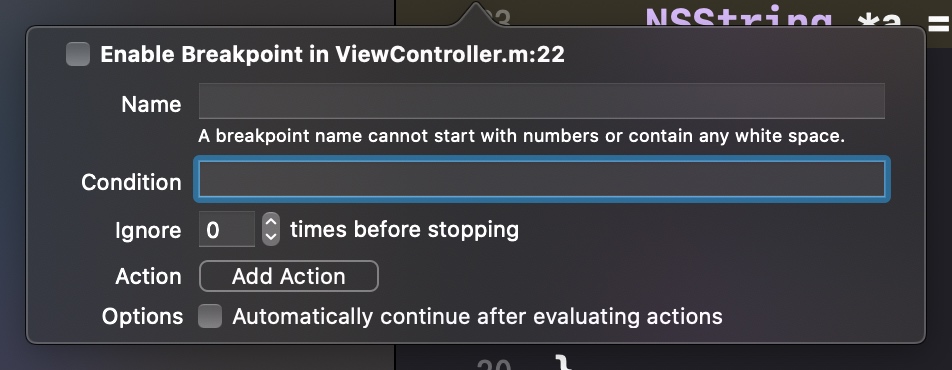 NSString *a =
Enable Breakpoint in ViewController.m:22
Name
A breakpoint name cannot start with numbers or contain any white space.
Condition
Ignore 0 times before stopping
Action Add Action
Options Automatically continue after evaluating actions
}